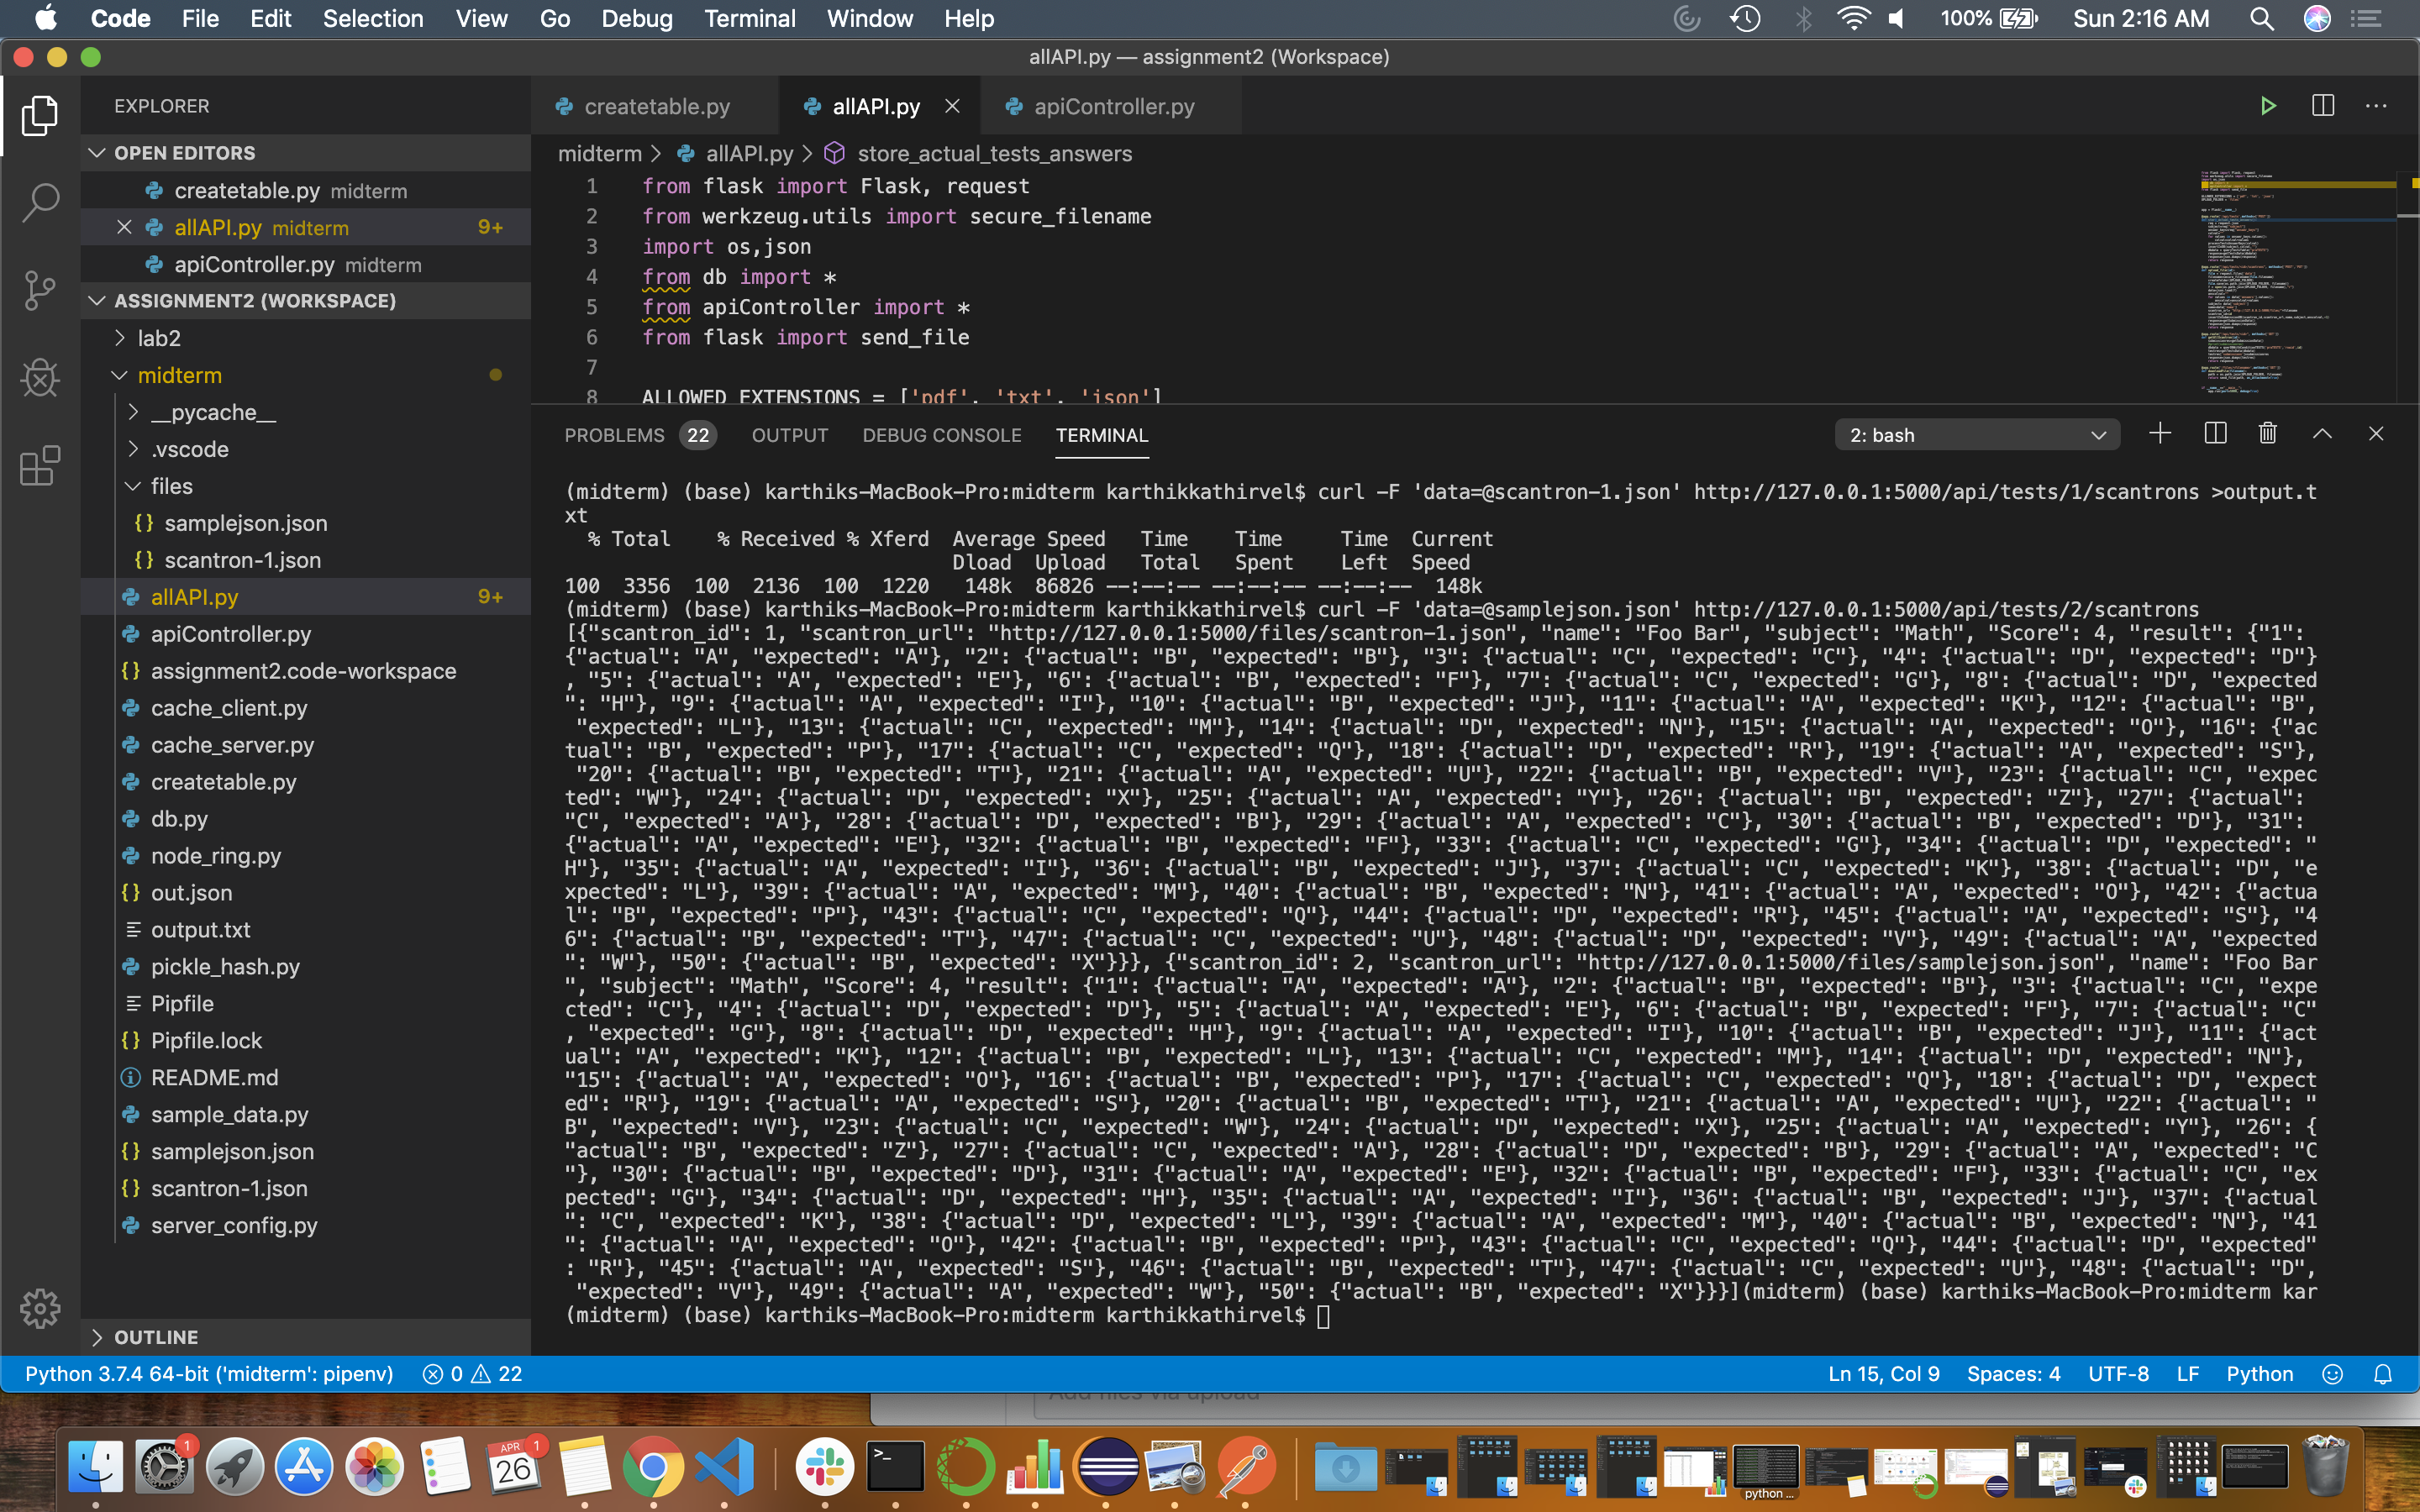 Code File Edit Selection View Go Debug Terminal Window Help 100% Sun 2:16 AM
allAPI.py — assignment2 (Workspace)
EXPLORER
OPEN EDITORS
createtable.py midterm
allAPI.py midterm 9+
apiController.py midterm
ASSIGNMENT2 (WORKSPACE)
lab2
midterm
__pycache__
.vscode
files
{} samplejson.json
{} scantron-1.json
allAPI.py 9+
apiController.py
{} assignment2.code-workspace
cache_client.py
cache_server.py
createtable.py
db.py
node_ring.py
{} out.json
output.txt
pickle_hash.py
Pipfile
{} Pipfile.lock
README.md
sample_data.py
{} samplejson.json
{} scantron-1.json
server_config.py
OUTLINE
createtable.py allAPI.py apiController.py
midterm > allAPI.py > store_actual_tests_answers
1 from flask import Flask, request
2 from werkzeug.utils import secure_filename
3 import os,json
4 from db import *
5 from apiController import *
6 from flask import send_file
7
8 ALLOWED_EXTENSIONS = ['pdf', 'txt', 'json']
PROBLEMS 22 OUTPUT DEBUG CONSOLE TERMINAL 2: bash
(midterm) (base) karthiks-MacBook-Pro:midterm karthikkathirvel$ curl -F 'data=@scantron-1.json' http://127.0.0.1:5000/api/tests/1/scantrons >output.t
xt
% Total % Received % Xferd Average Speed Time Time Time Current
Dload Upload Total Spent Left Speed
100 3356 100 2136 100 1220 148k 86826 --:--:-- --:--:-- --:--:-- 148k
(midterm) (base) karthiks-MacBook-Pro:midterm karthikkathirvel$ curl -F 'data=@samplejson.json' http://127.0.0.1:5000/api/tests/2/scantrons
[{"scantron_id": 1, "scantron_url": "http://127.0.0.1:5000/files/scantron-1.json", "name": "Foo Bar", "subject": "Math", "Score": 4, "result": {"1":
{"actual": "A", "expected": "A"}, "2": {"actual": "B", "expected": "B"}, "3": {"actual": "C", "expected": "C"}, "4": {"actual": "D", "expected": "D"}
, "5": {"actual": "A", "expected": "E"}, "6": {"actual": "B", "expected": "F"}, "7": {"actual": "C", "expected": "G"}, "8": {"actual": "D", "expected
": "H"}, "9": {"actual": "A", "expected": "I"}, "10": {"actual": "B", "expected": "J"}, "11": {"actual": "A", "expected": "K"}, "12": {"actual": "B",
"expected": "L"}, "13": {"actual": "C", "expected": "M"}, "14": {"actual": "D", "expected": "N"}, "15": {"actual": "A", "expected": "O"}, "16": {"ac
tual": "B", "expected": "P"}, "17": {"actual": "C", "expected": "Q"}, "18": {"actual": "D", "expected": "R"}, "19": {"actual": "A", "expected": "S"},
"20": {"actual": "B", "expected": "T"}, "21": {"actual": "A", "expected": "U"}, "22": {"actual": "B", "expected": "V"}, "23": {"actual": "C", "expec
ted": "W"}, "24": {"actual": "D", "expected": "X"}, "25": {"actual": "A", "expected": "Y"}, "26": {"actual": "B", "expected": "Z"}, "27": {"actual":
"C", "expected": "A"}, "28": {"actual": "D", "expected": "B"}, "29": {"actual": "A", "expected": "C"}, "30": {"actual": "B", "expected": "D"}, "31":
{"actual": "A", "expected": "E"}, "32": {"actual": "B", "expected": "F"}, "33": {"actual": "C", "expected": "G"}, "34": {"actual": "D", "expected": "
H"}, "35": {"actual": "A", "expected": "I"}, "36": {"actual": "B", "expected": "J"}, "37": {"actual": "C", "expected": "K"}, "38": {"actual": "D", "e
xpected": "L"}, "39": {"actual": "A", "expected": "M"}, "40": {"actual": "B", "expected": "N"}, "41": {"actual": "A", "expected": "O"}, "42": {"actua
l": "B", "expected": "P"}, "43": {"actual": "C", "expected": "Q"}, "44": {"actual": "D", "expected": "R"}, "45": {"actual": "A", "expected": "S"}, "4
6": {"actual": "B", "expected": "T"}, "47": {"actual": "C", "expected": "U"}, "48": {"actual": "D", "expected": "V"}, "49": {"actual": "A", "expected
": "W"}, "50": {"actual": "B", "expected": "X"}}}, {"scantron_id": 2, "scantron_url": "http://127.0.0.1:5000/files/samplejson.json", "name": "Foo Bar
", "subject": "Math", "Score": 4, "result": {"1": {"actual": "A", "expected": "A"}, "2": {"actual": "B", "expected": "B"}, "3": {"actual": "C", "expe
cted": "C"}, "4": {"actual": "D", "expected": "D"}, "5": {"actual": "A", "expected": "E"}, "6": {"actual": "B", "expected": "F"}, "7": {"actual": "C"
, "expected": "G"}, "8": {"actual": "D", "expected": "H"}, "9": {"actual": "A", "expected": "I"}, "10": {"actual": "B", "expected": "J"}, "11": {"act
ual": "A", "expected": "K"}, "12": {"actual": "B", "expected": "L"}, "13": {"actual": "C", "expected": "M"}, "14": {"actual": "D", "expected": "N"},
"15": {"actual": "A", "expected": "O"}, "16": {"actual": "B", "expected": "P"}, "17": {"actual": "C", "expected": "Q"}, "18": {"actual": "D", "expect
ed": "R"}, "19": {"actual": "A", "expected": "S"}, "20": {"actual": "B", "expected": "T"}, "21": {"actual": "A", "expected": "U"}, "22": {"actual": "
B", "expected": "V"}, "23": {"actual": "C", "expected": "W"}, "24": {"actual": "D", "expected": "X"}, "25": {"actual": "A", "expected": "Y"}, "26": {
"actual": "B", "expected": "Z"}, "27": {"actual": "C", "expected": "A"}, "28": {"actual": "D", "expected": "B"}, "29": {"actual": "A", "expected": "C
"}, "30": {"actual": "B", "expected": "D"}, "31": {"actual": "A", "expected": "E"}, "32": {"actual": "B", "expected": "F"}, "33": {"actual": "C", "ex
pected": "G"}, "34": {"actual": "D", "expected": "H"}, "35": {"actual": "A", "expected": "I"}, "36": {"actual": "B", "expected": "J"}, "37": {"actual
": "C", "expected": "K"}, "38": {"actual": "D", "expected": "L"}, "39": {"actual": "A", "expected": "M"}, "40": {"actual": "B", "expected": "N"}, "41
": {"actual": "A", "expected": "O"}, "42": {"actual": "B", "expected": "P"}, "43": {"actual": "C", "expected": "Q"}, "44": {"actual": "D", "expected"
: "R"}, "45": {"actual": "A", "expected": "S"}, "46": {"actual": "B", "expected": "T"}, "47": {"actual": "C", "expected": "U"}, "48": {"actual": "D",
"expected": "V"}, "49": {"actual": "A", "expected": "W"}, "50": {"actual": "B", "expected": "X"}}}](midterm) (base) karthiks-MacBook-Pro:midterm kar
(midterm) (base) karthiks-MacBook-Pro:midterm karthikkathirvel$
Python 3.7.4 64-bit ('midterm': pipenv) 0 22 Ln 15, Col 9 Spaces: 4 UTF-8 LF Python
Add files via upload
1 APR 26 1 python ...